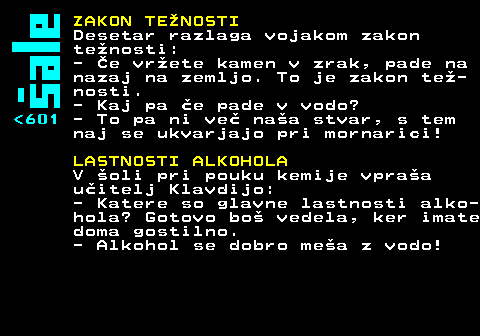 šale
<601
ZAKON TEŽNOSTI
Desetar razlaga vojakom zakon
težnosti:
- Če vržete kamen v zrak, pade na
nazaj na zemljo. To je zakon tež-
nosti.
- Kaj pa če pade v vodo?
- To pa ni več naša stvar, s tem
naj se ukvarjajo pri mornarici!
LASTNOSTI ALKOHOLA
V šoli pri pouku kemije vpraša
učitelj Klavdijo:
- Katere so glavne lastnosti alko-
hola? Gotovo boš vedela, ker imate
doma gostilno.
- Alkohol se dobro meša z vodo!